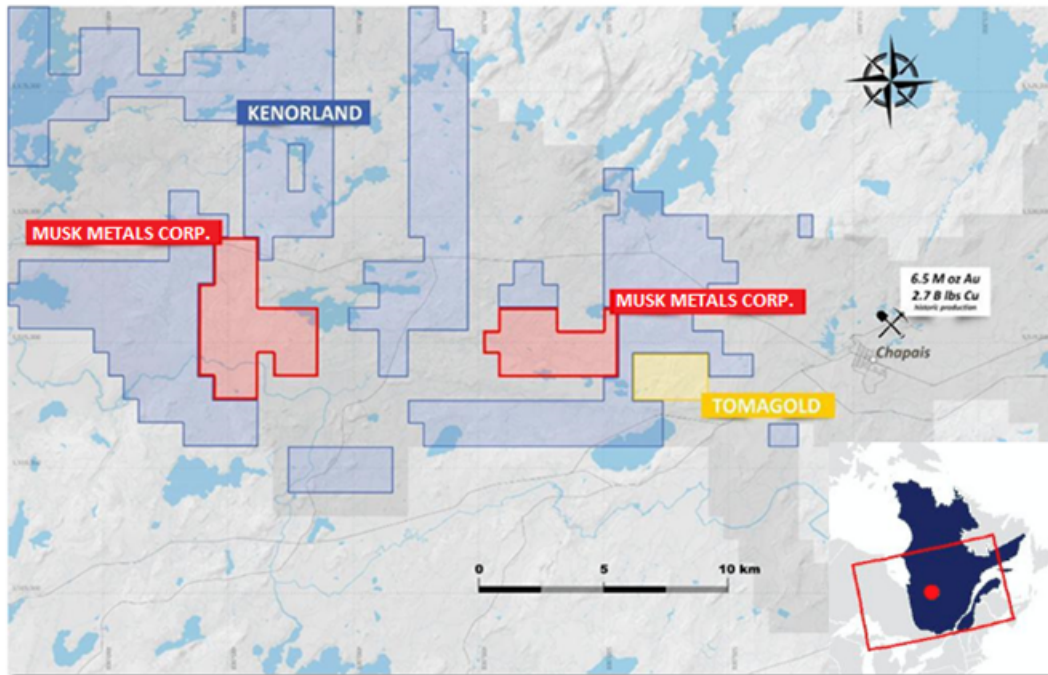 KENORLAND
MUSK METALS CORP.
MUSK METALS CORP.
6.5 M oz Au
2.7 B lbs Cu
historic production
Chapais
TOMAGOLD
0 5 10 km